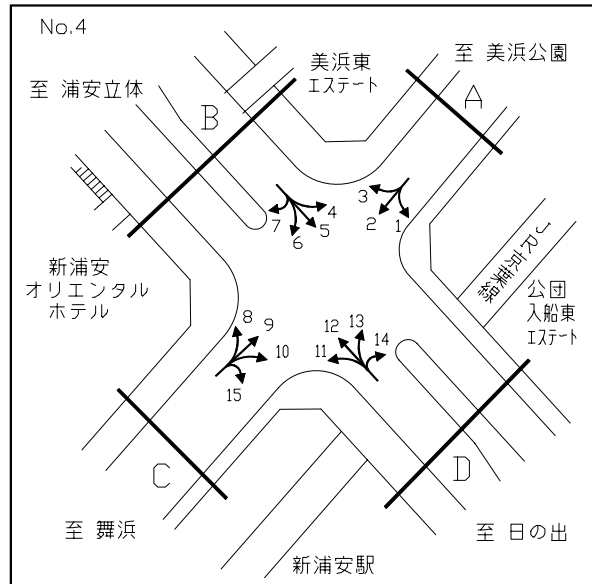 No.4
美浜東
エステート
至 美浜公園
至 浦安立体
A
B
3
2
1
7
6
5
4
JR京葉線
新浦安
オリエンタル
ホテル
公団
入船東
エステート
8
9
10
15
12
13
14
11
C
D
至 舞浜
至 日の出
新浦安駅